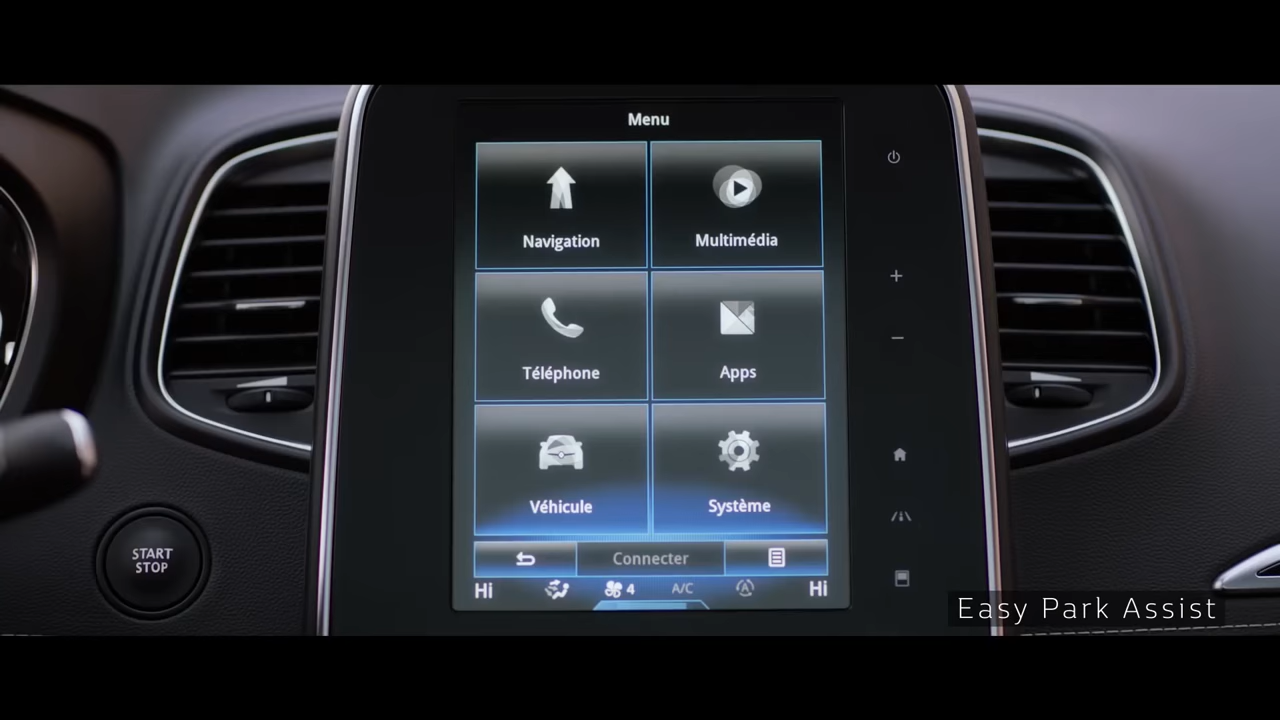 Menu
Navigation
Multimédia
Téléphone
Apps
Véhicule
Système
Connecter
Hi
4
A/C
A
Hi
START
STOP
Easy Park Assist